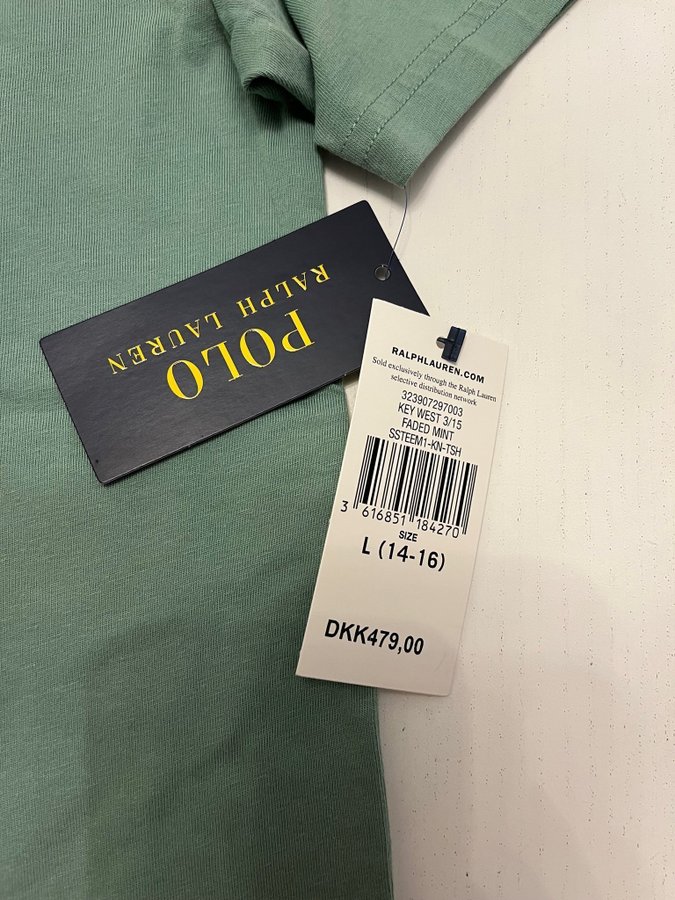 POLO
RALPH LAUREN
RALPHLAUREN.COM
Sold exclusively through the Ralph Lauren
selective distribution network
323907297003
KEY WEST 3/15
FADED MINT
SSTEEM1-KN-TSH
3 616851 184270
SIZE
L (14-16)
DKK479,00